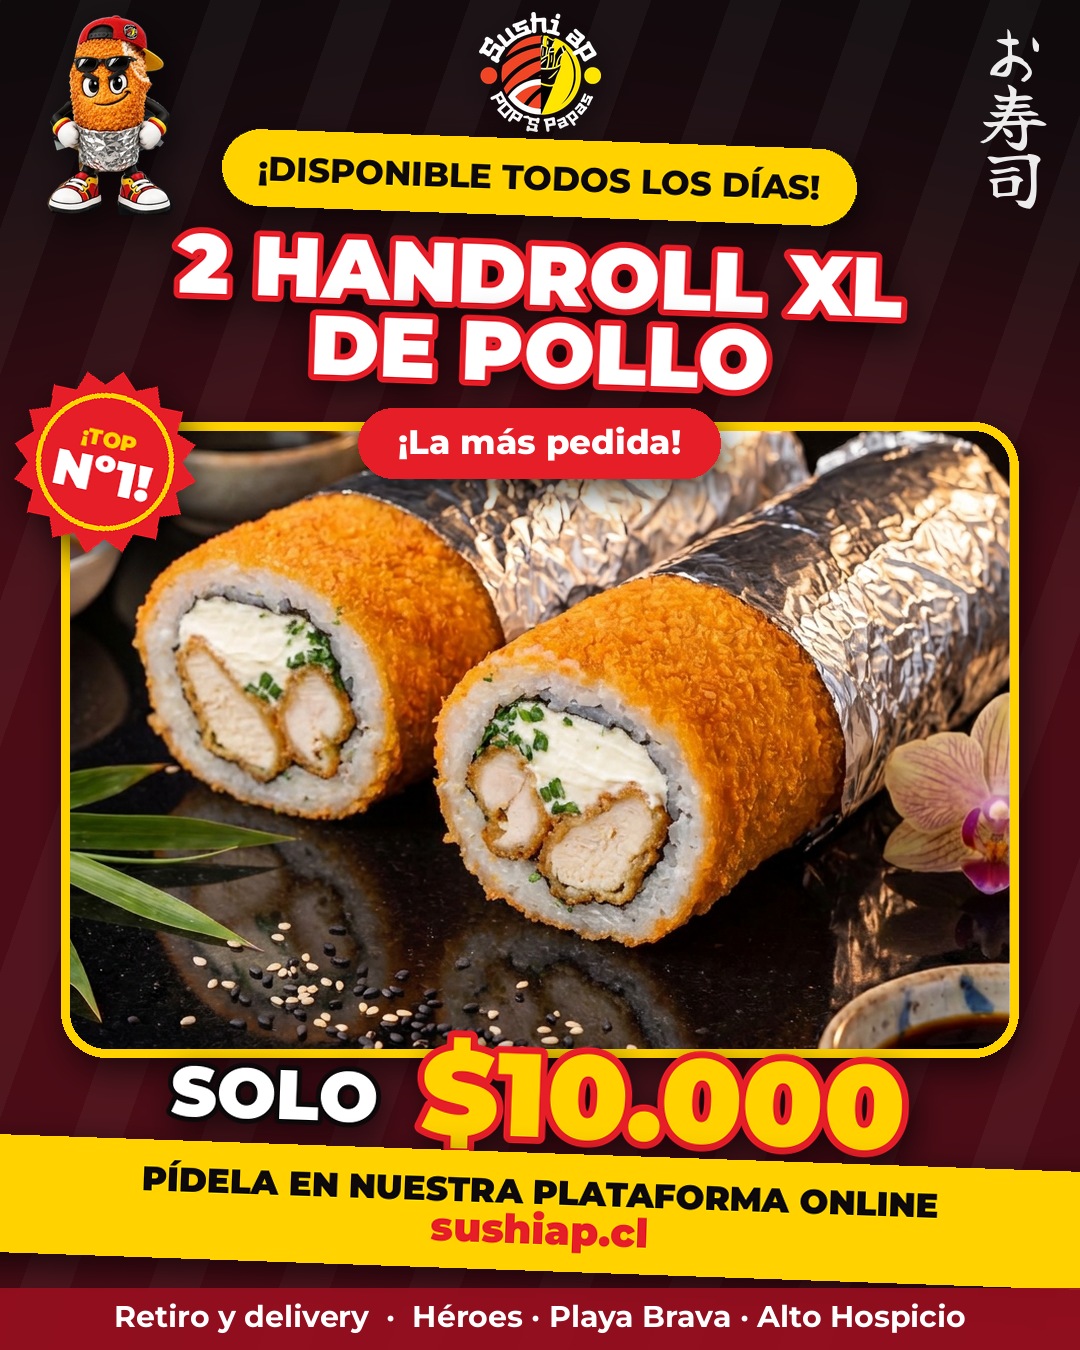 Sushi ap
POP'S Papas
お寿司
¡DISPONIBLE TODOS LOS DÍAS!
2 HANDROLL XL
DE POLLO
¡TOP
N°1!
¡La más pedida!
SOLO $10.000
PÍDELA EN NUESTRA PLATAFORMA ONLINE
sushiap.cl
Retiro y delivery · Héroes · Playa Brava · Alto Hospicio